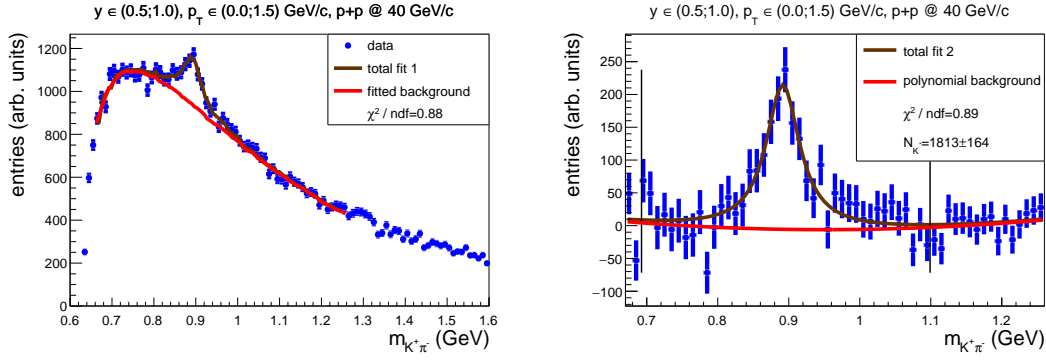 y ∈ (0.5;1.0), p_T ∈ (0.0;1.5) GeV/c, p+p @ 40 GeV/c
entries (arb. units)
1200
1000
800
600
400
200
0
data
total fit 1
fitted background
χ² / ndf=0.88
0.6 0.7 0.8 0.9 1 1.1 1.2 1.3 1.4 1.5 1.6
m_K⁺π⁻ (GeV)
y ∈ (0.5;1.0), p_T ∈ (0.0;1.5) GeV/c, p+p @ 40 GeV/c
entries (arb. units)
300
250
200
150
100
50
0
−50
−100
total fit 2
polynomial background
χ² / ndf=0.89
N_K=1813±164
0.7 0.8 0.9 1 1.1 1.2
m_K⁺π⁻ (GeV)